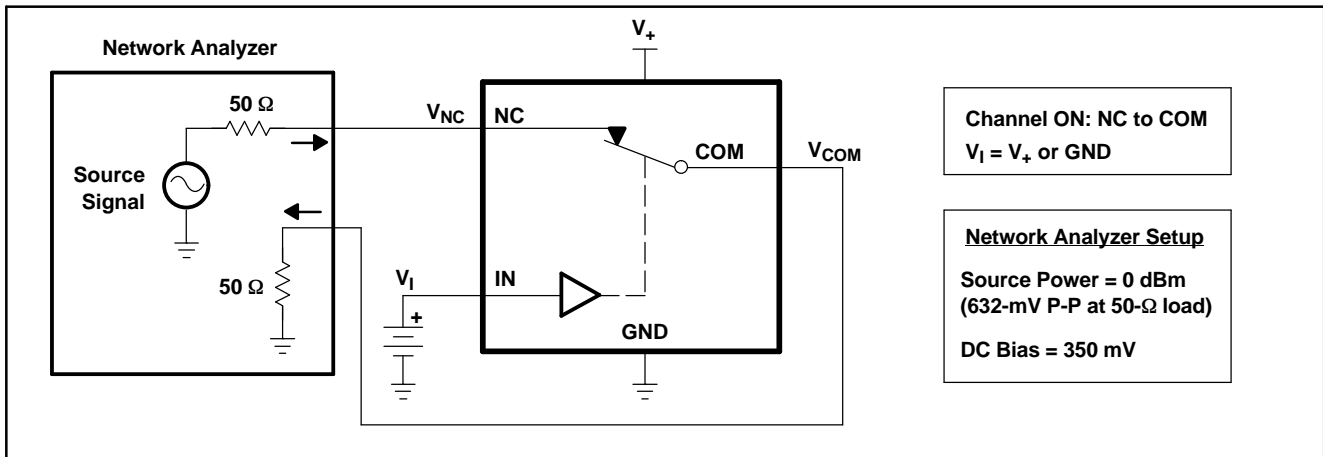 Network Analyzer
50 Ω
Source
Signal
50 Ω
V+
VNC
NC
COM
VCOM
VI
IN
+
GND
Channel ON: NC to COM
VI = V+ or GND
Network Analyzer Setup
Source Power = 0 dBm
(632-mV P-P at 50-Ω load)
DC Bias = 350 mV